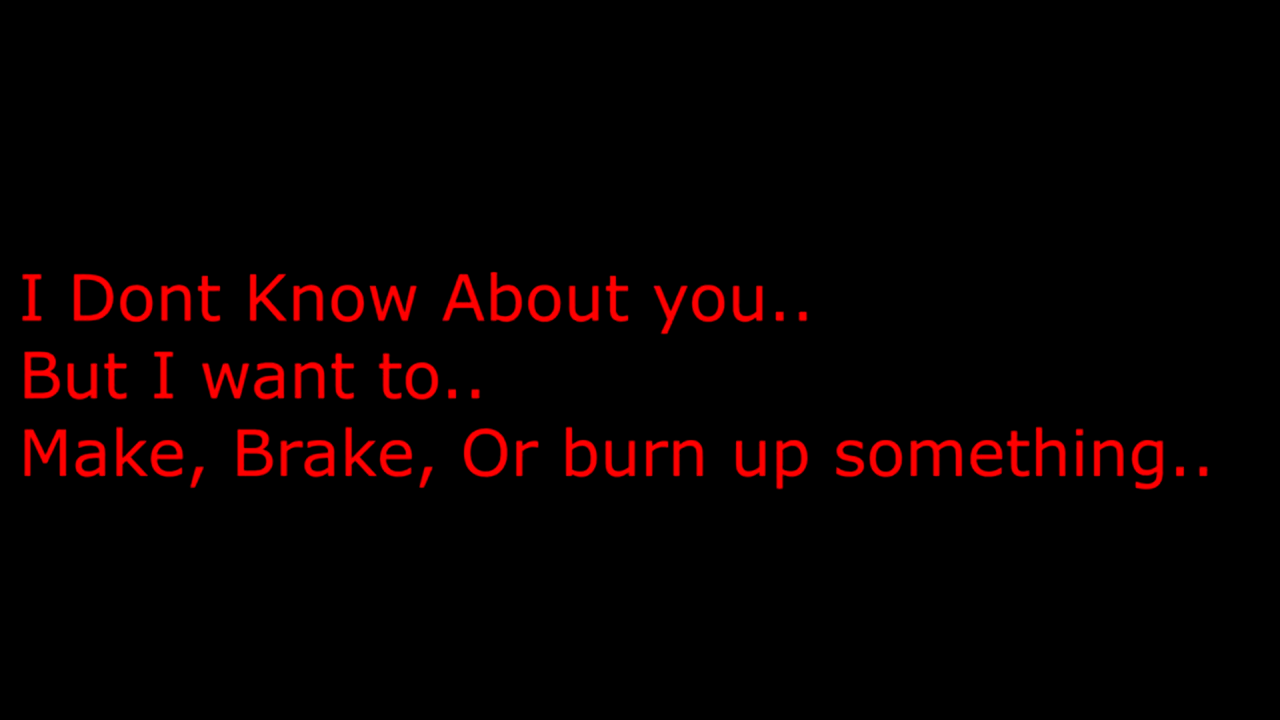 I Dont Know About you..
But I want to..
Make, Brake, Or burn up something..